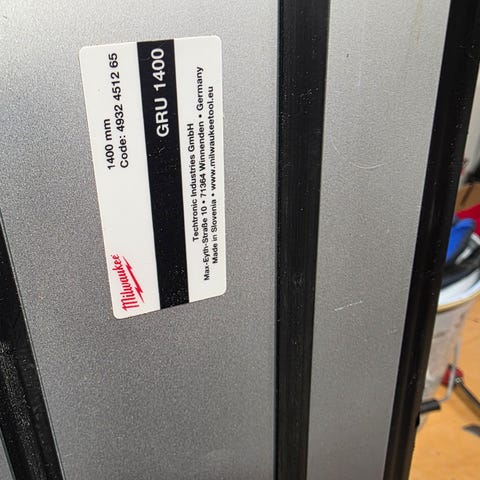 1400 mm
Code: 4932 4512 65
GRU 1400
Milwaukee
Techtronic Industries GmbH
Max-Eyth-Straße 10 • 71364 Winnenden • Germany
Made in Slovenia • www.milwaukeetool.eu